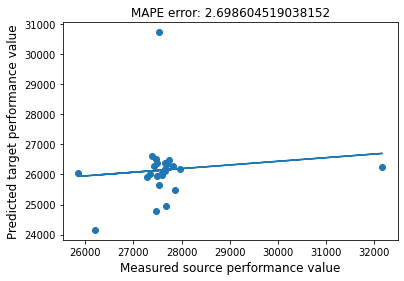 MAPE error: 2.698604519038152
31000
30000
29000
28000
27000
26000
25000
24000
Predicted target performance value
26000 27000 28000 29000 30000 31000 32000
Measured source performance value